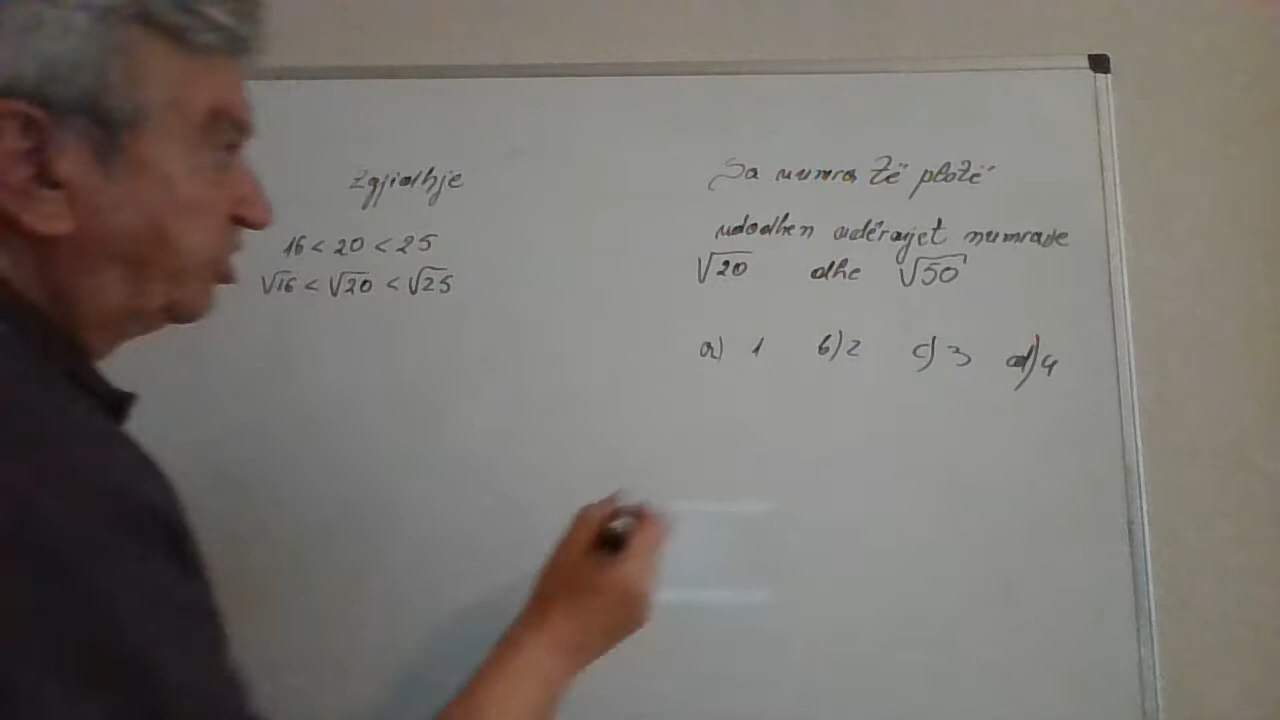 Zgjidhje
16 < 20 < 25
√16 < √20 < √25
Sa numra të plotë
ndodhen ndërmjet numrave
√20 dhe √50
a) 1 b) 2 c) 3 d) 4